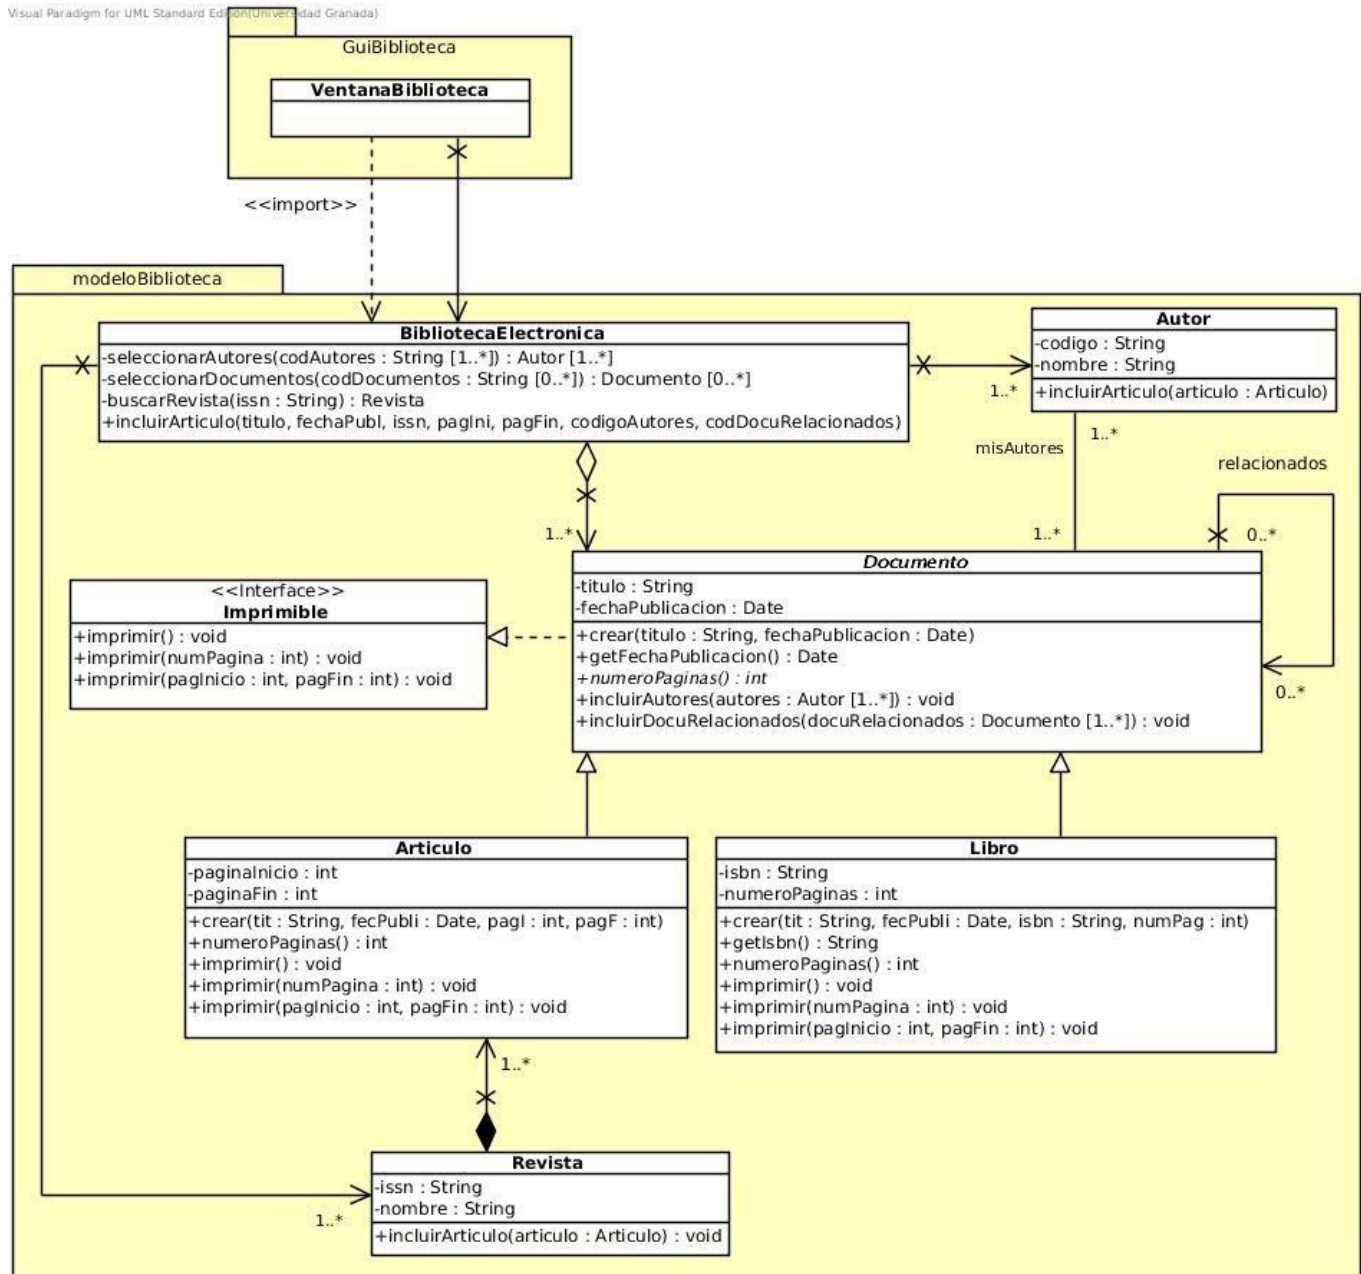 Visual Paradigm for UML Standard Edition(Universidad Granada)
GuiBiblioteca
VentanaBiblioteca
<<import>>
modeloBiblioteca
BibliotecaElectronica
-seleccionarAutores(codAutores : String [1..*]) : Autor [1..*]
-seleccionarDocumentos(codDocumentos : String [0..*]) : Documento [0..*]
-buscarRevista(issn : String) : Revista
+incluirArticulo(titulo, fechaPubl, issn, pagIni, pagFin, codigoAutores, codDocuRelacionados)
Autor
-codigo : String
-nombre : String
+incluirArticulo(articulo : Articulo)
1..*
1..*
misAutores
relacionados
1..*
1..*
0..*
Documento
-titulo : String
-fechaPublicacion : Date
+crear(titulo : String, fechaPublicacion : Date)
+getFechaPublicacion() : Date
+numeroPaginas() : int
+incluirAutores(autores : Autor [1..*]) : void
+incluirDocuRelacionados(docuRelacionados : Documento [1..*]) : void
0..*
<<Interface>>
Imprimible
+imprimir() : void
+imprimir(numPagina : int) : void
+imprimir(pagInicio : int, pagFin : int) : void
Articulo
-paginaInicio : int
-paginaFin : int
+crear(tit : String, fecPubli : Date, pagI : int, pagF : int)
+numeroPaginas() : int
+imprimir() : void
+imprimir(numPagina : int) : void
+imprimir(pagInicio : int, pagFin : int) : void
Libro
-isbn : String
-numeroPaginas : int
+crear(tit : String, fecPubli : Date, isbn : String, numPag : int)
+getIsbn() : String
+numeroPaginas() : int
+imprimir() : void
+imprimir(numPagina : int) : void
+imprimir(pagInicio : int, pagFin : int) : void
1..*
Revista
-issn : String
-nombre : String
+incluirArticulo(articulo : Articulo) : void
1..*